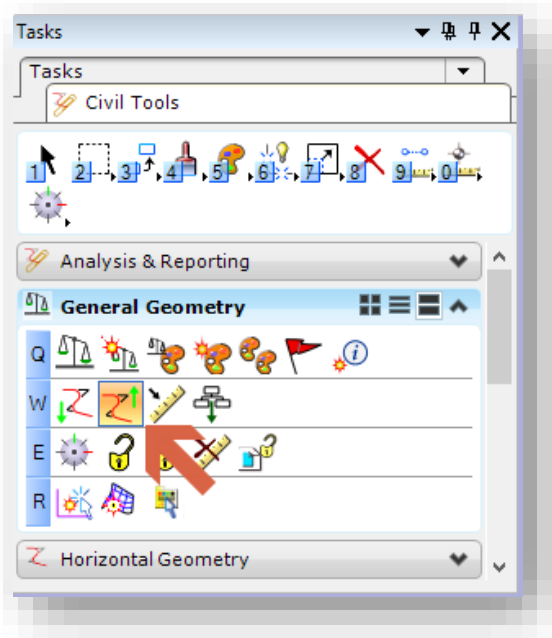 Tasks
Tasks
Civil Tools
1 2 3 4 5 6 7 8 9 0
Analysis & Reporting
General Geometry
Q
W
E
R
Horizontal Geometry